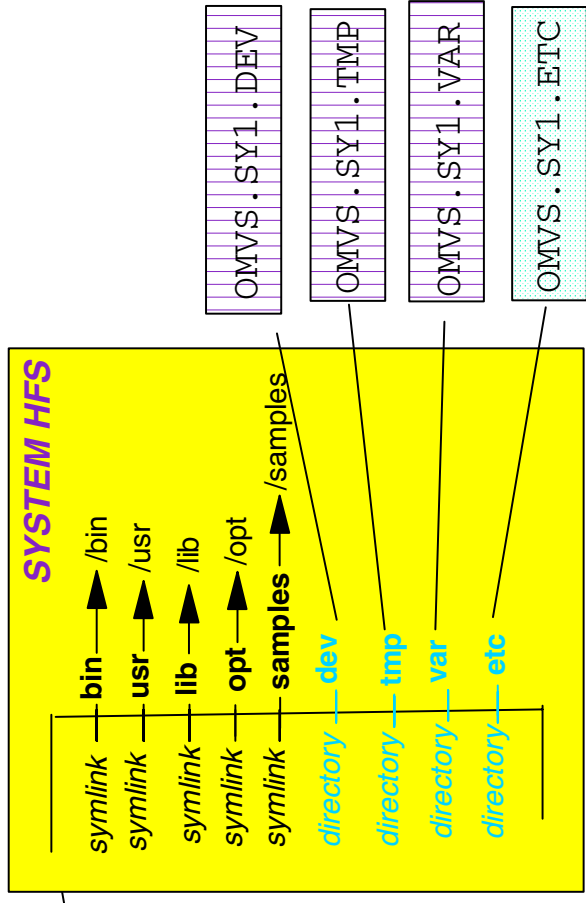 SYSTEM HFS
symlink bin /bin
symlink usr /usr
symlink lib /lib
symlink opt /opt
symlink samples /samples
directory dev
directory tmp
directory var
directory etc
OMVS.SY1.DEV
OMVS.SY1.TMP
OMVS.SY1.VAR
OMVS.SY1.ETC